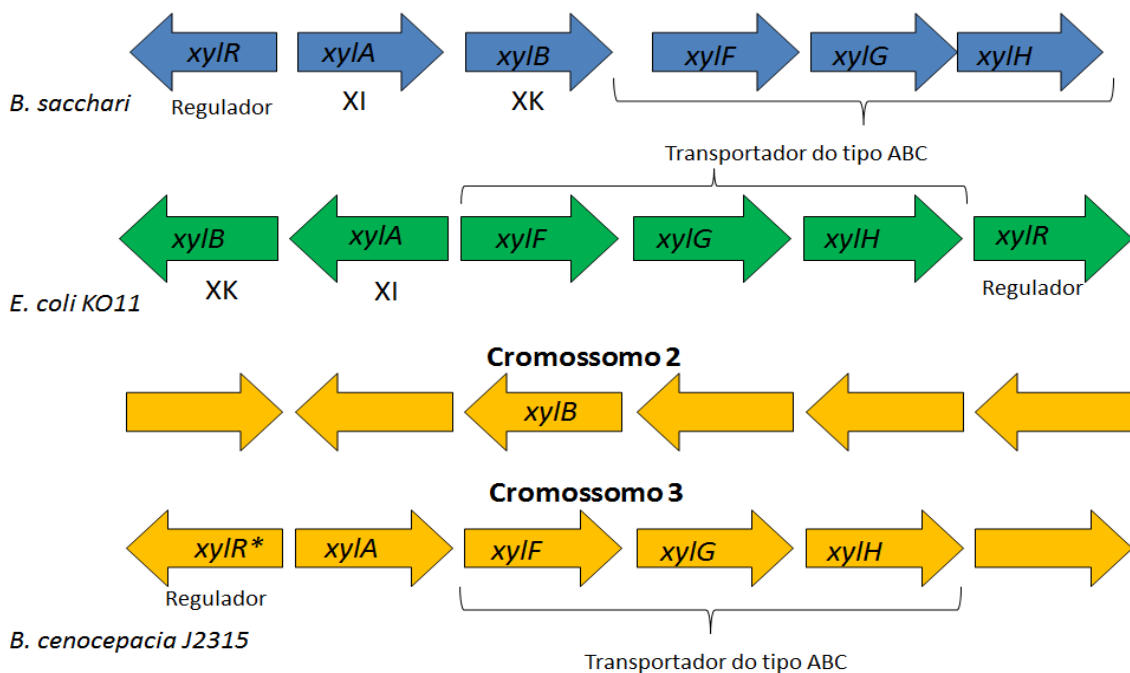 xylR xylA xylB xylF xylG xylH
B. sacchari Regulador XI XK
Transportador do tipo ABC
xylB xylA xylF xylG xylH xylR
E. coli KO11 XK XI Regulador
Cromossomo 2
xylB
Cromossomo 3
xylR* xylA xylF xylG xylH
Regulador
B. cenocepacia J2315
Transportador do tipo ABC